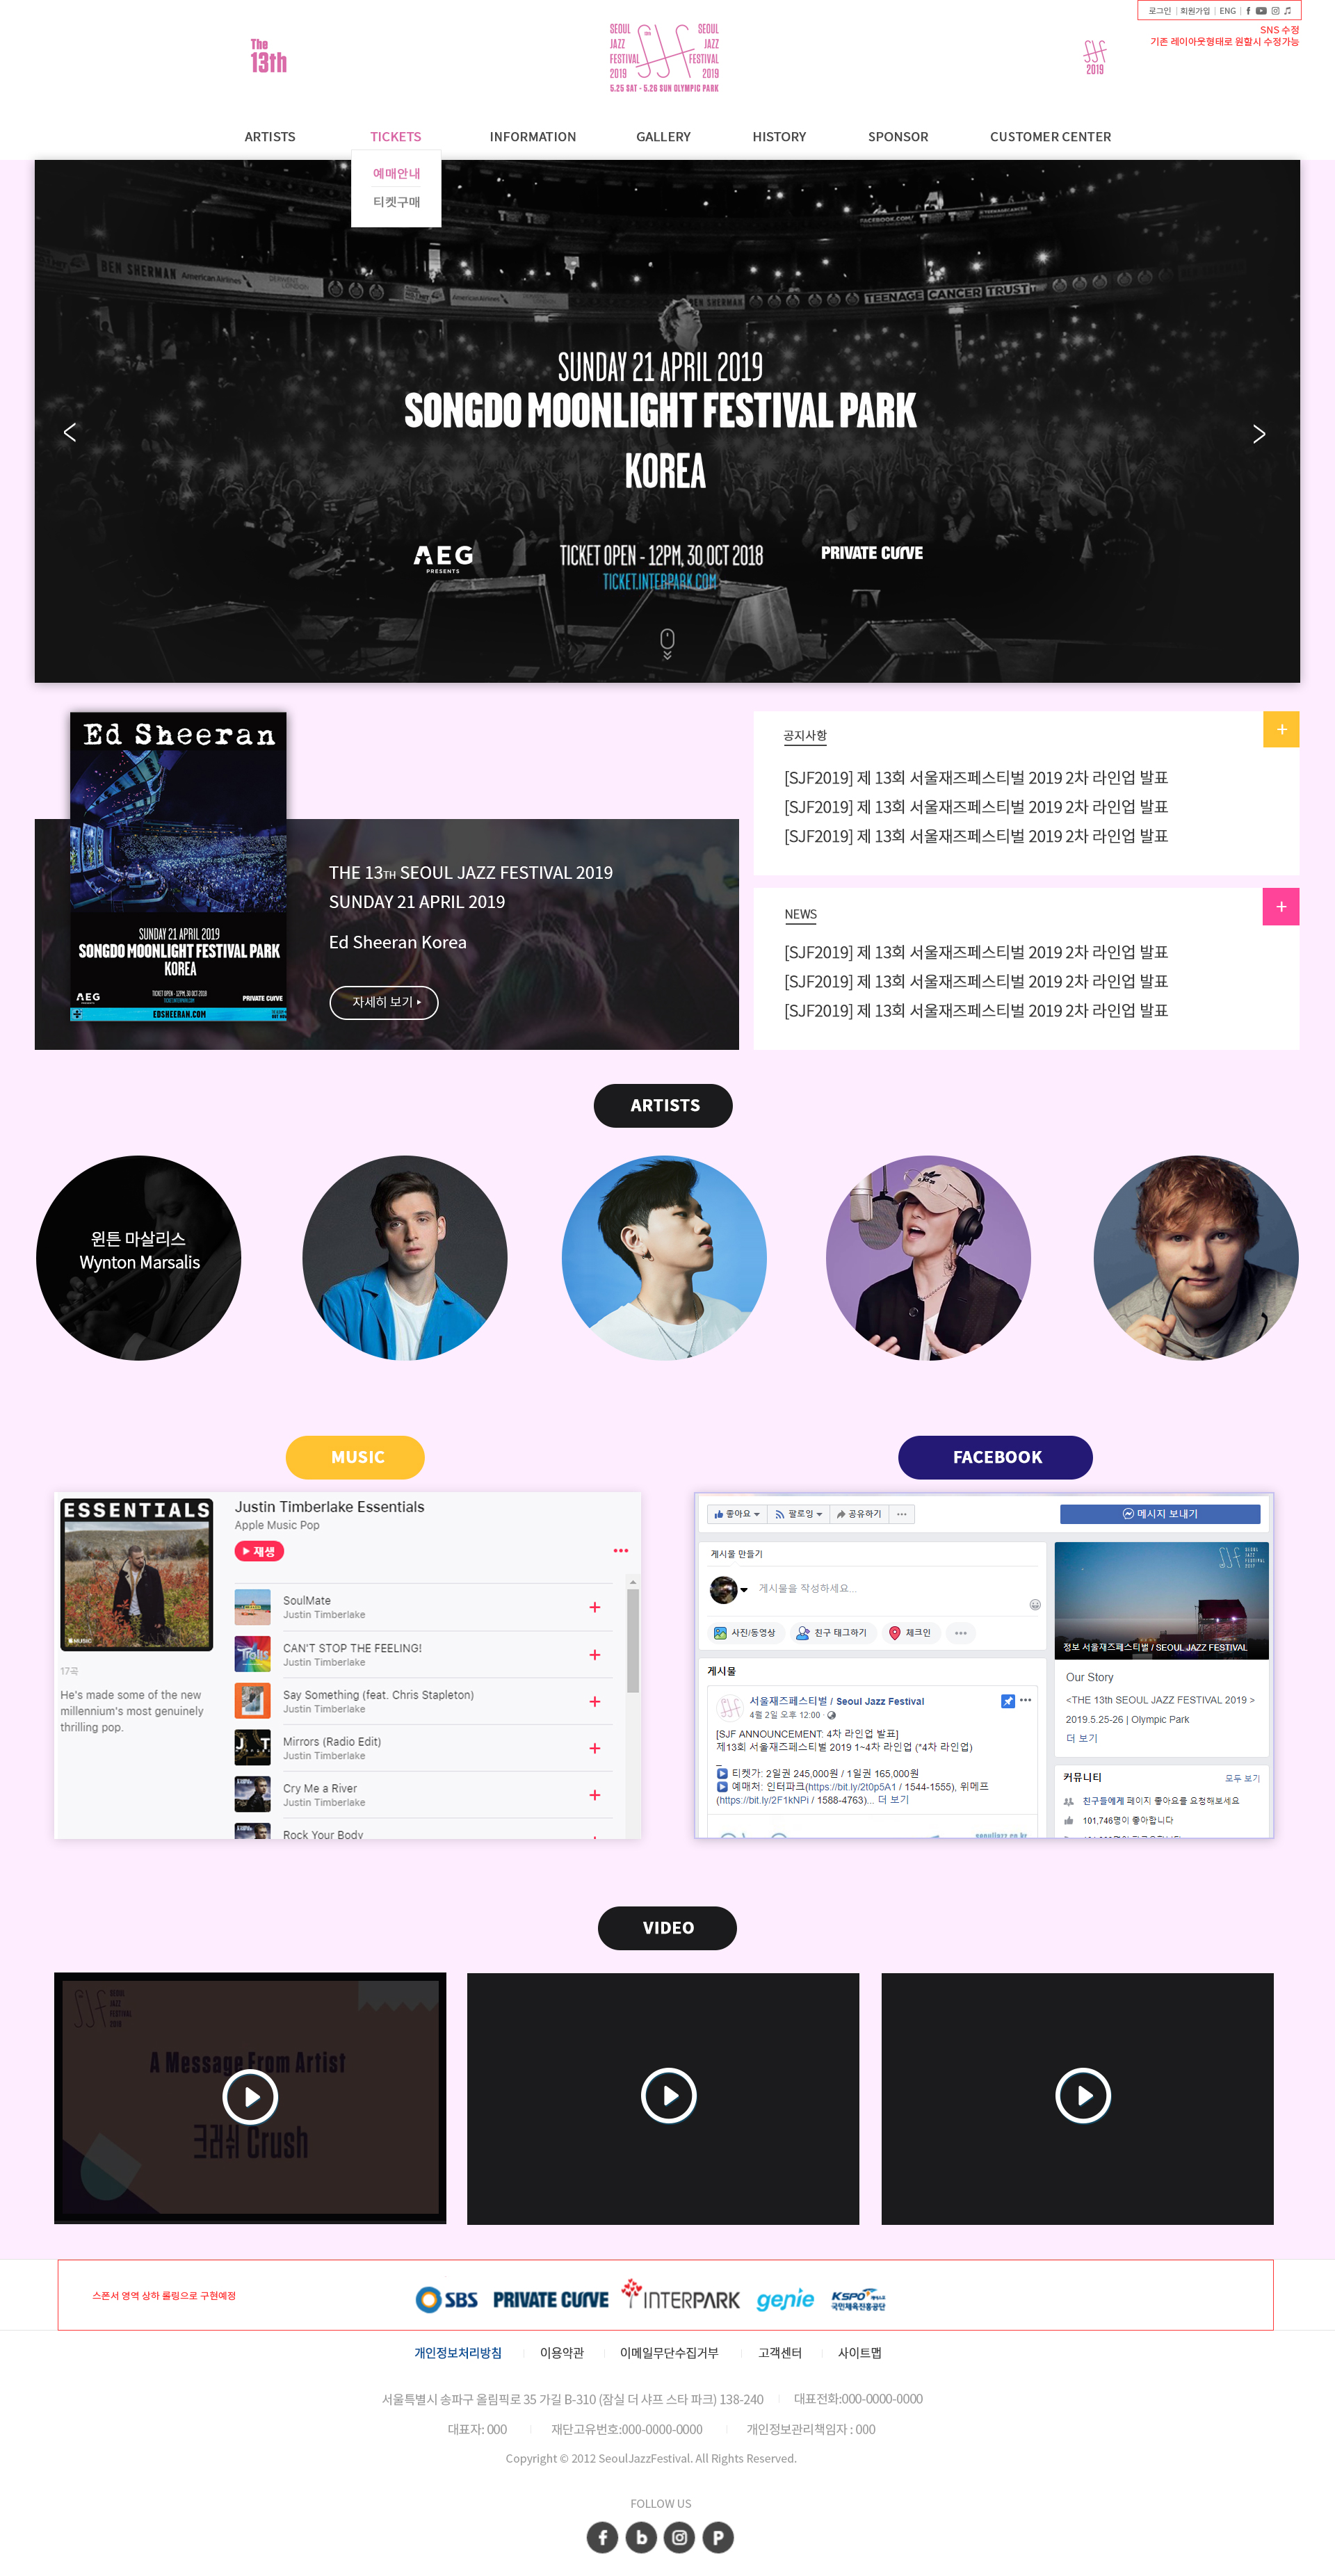 로그인 | 회원가입 | ENG |
SNS 수정
기존 레이아웃형태로 원할시 수정가능
The
13th
SEOUL JAZZ FESTIVAL 2019
SEOUL JAZZ FESTIVAL 2019
5.25 SAT - 5.26 SUN OLYMPIC PARK
2019
ARTISTS TICKETS INFORMATION GALLERY HISTORY SPONSOR CUSTOMER CENTER
예매안내
티켓구매
BEN SHERMAN
American Airlines
TEENAGE CANCER TRUST
SUNDAY 21 APRIL 2019
SONGDO MOONLIGHT FESTIVAL PARK
KOREA
AEG
PRESENTS
TICKET OPEN - 12PM, 30 OCT 2018
TICKET.INTERPARK.COM
PRIVATE CURVE
Ed Sheeran
SUNDAY 21 APRIL 2019
SONGDO MOONLIGHT FESTIVAL PARK
KOREA
AEG
TICKET OPEN - 12PM, 30 OCT 2018
PRIVATE CURVE
EDSHEERAN.COM
THE 13TH SEOUL JAZZ FESTIVAL 2019
SUNDAY 21 APRIL 2019
Ed Sheeran Korea
자세히 보기 ▸
공지사항
+
[SJF2019] 제 13회 서울재즈페스티벌 2019 2차 라인업 발표
[SJF2019] 제 13회 서울재즈페스티벌 2019 2차 라인업 발표
[SJF2019] 제 13회 서울재즈페스티벌 2019 2차 라인업 발표
NEWS
+
[SJF2019] 제 13회 서울재즈페스티벌 2019 2차 라인업 발표
[SJF2019] 제 13회 서울재즈페스티벌 2019 2차 라인업 발표
[SJF2019] 제 13회 서울재즈페스티벌 2019 2차 라인업 발표
ARTISTS
윈튼 마살리스
Wynton Marsalis
MUSIC
ESSENTIALS
MUSIC
17곡
He's made some of the new
millennium's most genuinely
thrilling pop.
Justin Timberlake Essentials
Apple Music Pop
▶ 재생
SoulMate
Justin Timberlake
CAN'T STOP THE FEELING!
Justin Timberlake
Say Something (feat. Chris Stapleton)
Justin Timberlake
Mirrors (Radio Edit)
Justin Timberlake
Cry Me a River
Justin Timberlake
Rock Your Body
FACEBOOK
좋아요 팔로잉 공유하기 ···
메시지 보내기
게시물 만들기
게시물을 작성하세요...
사진/동영상 친구 태그하기 체크인 ···
게시물
서울재즈페스티벌 / Seoul Jazz Festival
4월 2일 오후 12:00 ·
[SJF ANNOUNCEMENT: 4차 라인업 발표]
제13회 서울재즈페스티벌 2019 1~4차 라인업 (*4차 라인업)
_
▶ 티켓가: 2일권 245,000원 / 1일권 165,000원
▶ 예매처: 인터파크(https://bit.ly/2t0p5A1 / 1544-1555), 위메프
(https://bit.ly/2F1kNPi / 1588-4763)... 더 보기
정보 서울재즈페스티벌 / SEOUL JAZZ FESTIVAL
Our Story
<THE 13th SEOUL JAZZ FESTIVAL 2019 >
2019.5.25-26 | Olympic Park
더 보기
커뮤니티 모두 보기
친구들에게 페이지 좋아요를 요청해보세요
101,746명이 좋아합니다
VIDEO
SEOUL JAZZ FESTIVAL
A Message From Artist
크러쉬 Crush
스폰서 영역 상하 롤링으로 구현예정
SBS PRIVATE CURVE INTERPARK genie KSPO 국민체육진흥공단
개인정보처리방침 | 이용약관 | 이메일무단수집거부 | 고객센터 | 사이트맵
서울특별시 송파구 올림픽로 35 가길 B-310 (잠실 더 샤프 스타 파크) 138-240 | 대표전화:000-0000-0000
대표자: 000 | 재단고유번호:000-0000-0000 | 개인정보관리책임자 : 000
Copyright © 2012 SeoulJazzFestival. All Rights Reserved.
FOLLOW US